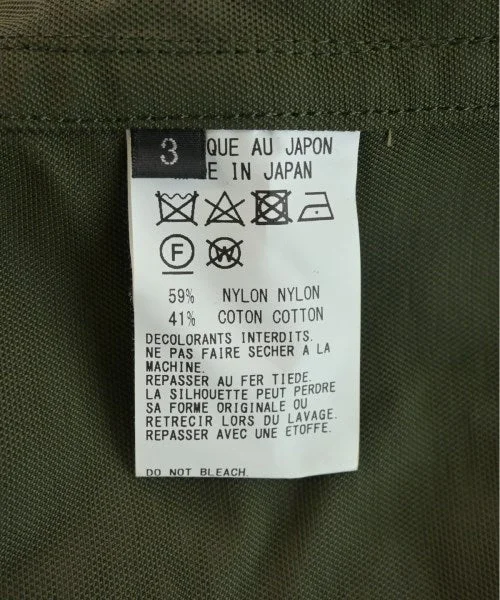 3
QUE AU JAPON
E IN JAPAN
F
W
59% NYLON NYLON
41% COTON COTTON
DECOLORANTS INTERDITS.
NE PAS FAIRE SECHER A LA
MACHINE.
REPASSER AU FER TIEDE.
LA SILHOUETTE PEUT PERDRE
SA FORME ORIGINALE OU
RETRECIR LORS DU LAVAGE.
REPASSER AVEC UNE ETOFFE.
DO NOT BLEACH.